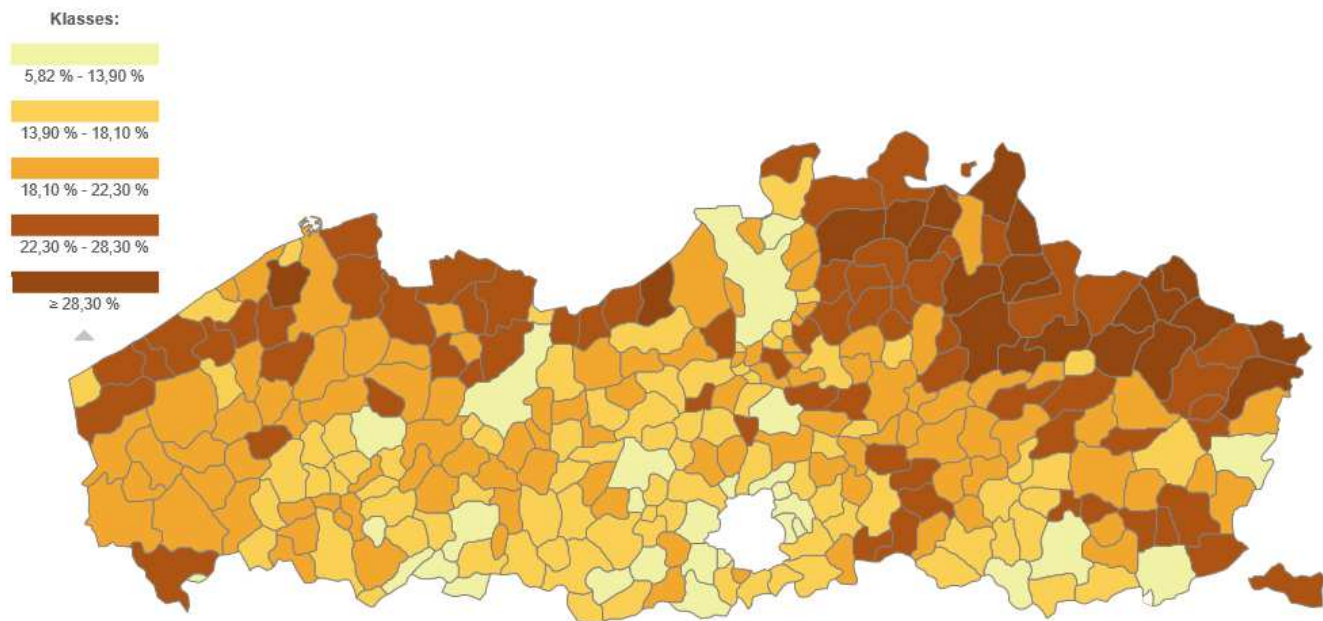 Klasses:
5,82 % - 13,90 %
13,90 % - 18,10 %
18,10 % - 22,30 %
22,30 % - 28,30 %
≥ 28,30 %